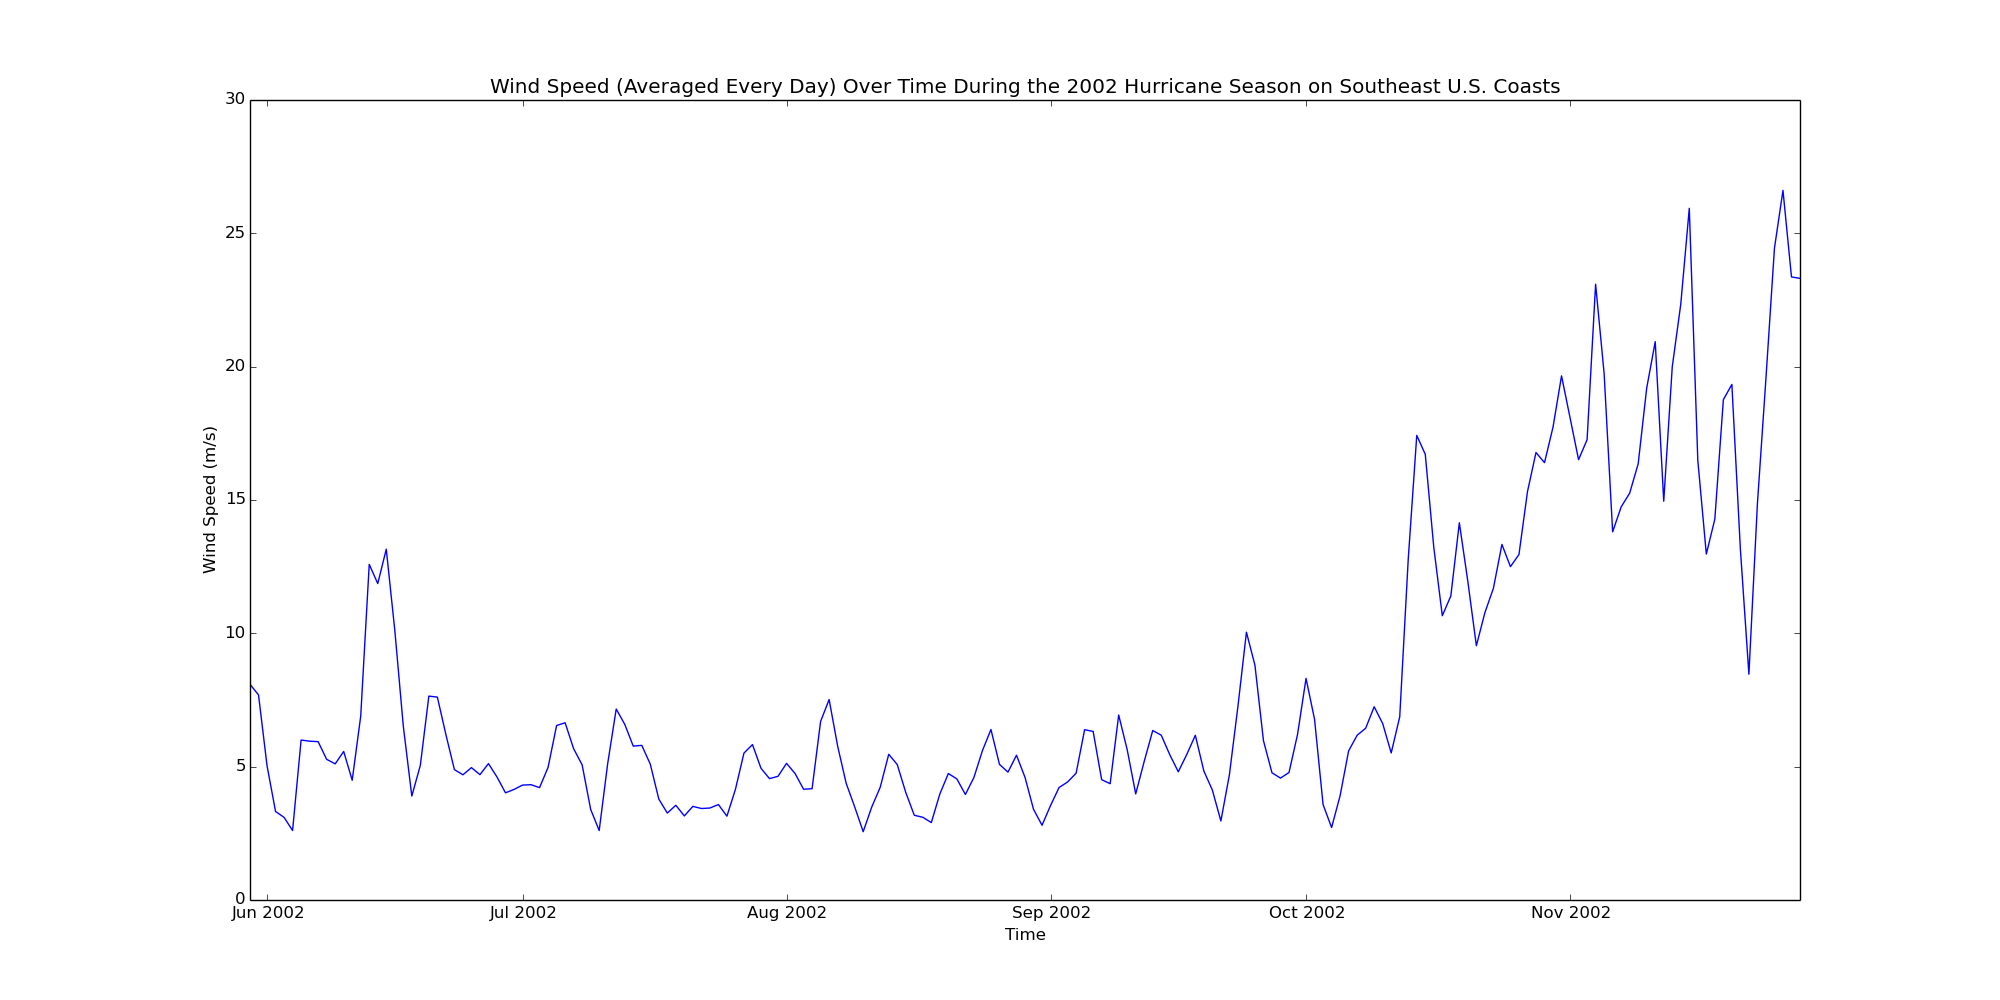 Wind Speed (Averaged Every Day) Over Time During the 2002 Hurricane Season on Southeast U.S. Coasts
30
25
20
15
10
5
0
Wind Speed (m/s)
Jun 2002 Jul 2002 Aug 2002 Sep 2002 Oct 2002 Nov 2002
Time